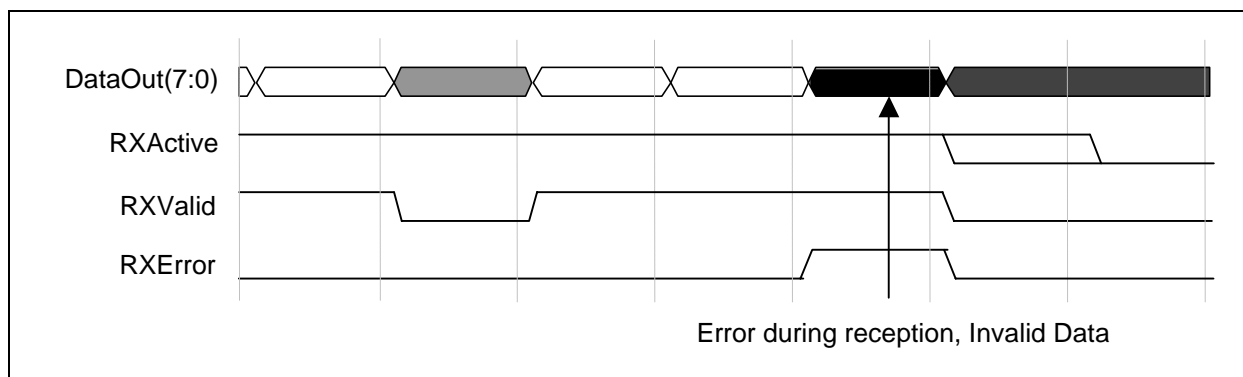 DataOut(7:0)
RXActive
RXValid
RXError
Error during reception, Invalid Data